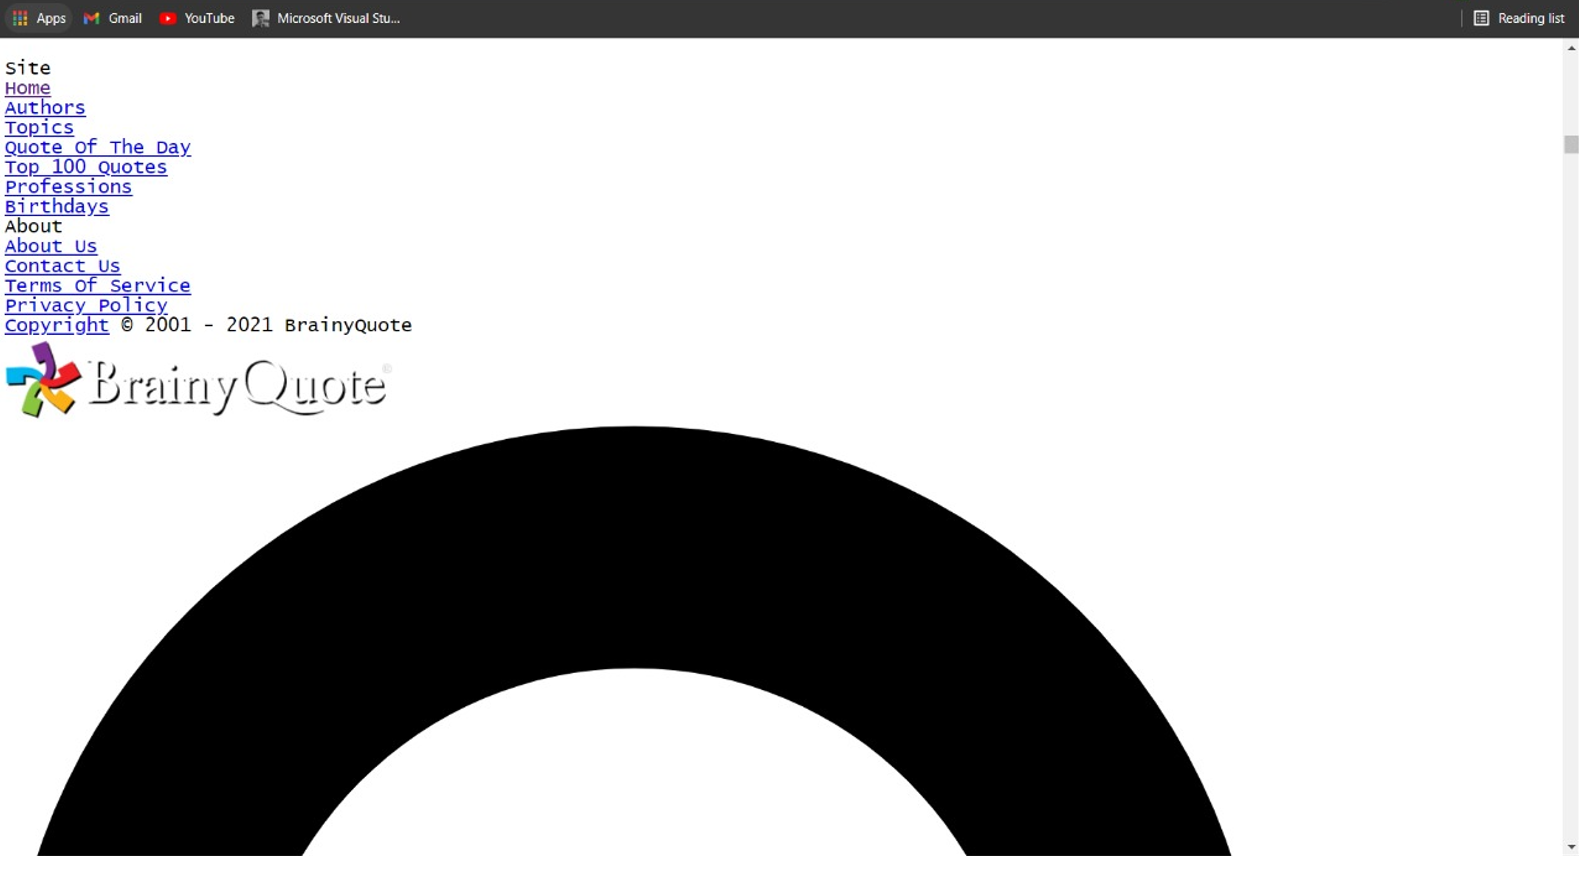 Apps Gmail YouTube Microsoft Visual Stu... Reading list
Site
Home
Authors
Topics
Quote Of The Day
Top 100 Quotes
Professions
Birthdays
About
About Us
Contact Us
Terms Of Service
Privacy Policy
Copyright © 2001 - 2021 BrainyQuote
BrainyQuote®